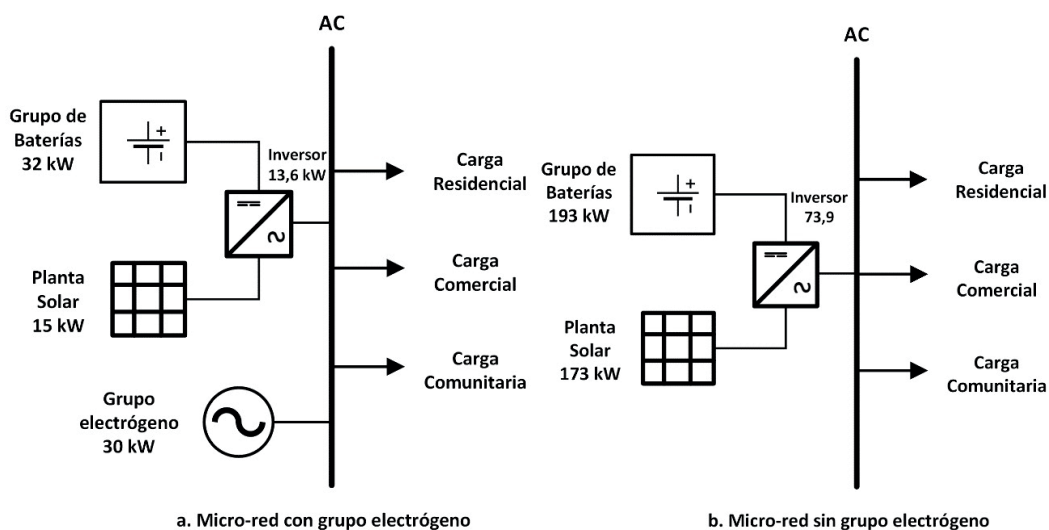 AC
Grupo de
Baterías
32 kW
Inversor
13,6 kW
Carga
Residencial
Planta
Solar
15 kW
Carga
Comercial
Grupo
electrógeno
30 kW
Carga
Comunitaria
a. Micro-red con grupo electrógeno
AC
Grupo de
Baterías
193 kW
Inversor
73,9
Carga
Residencial
Planta
Solar
173 kW
Carga
Comercial
Carga
Comunitaria
b. Micro-red sin grupo electrógeno